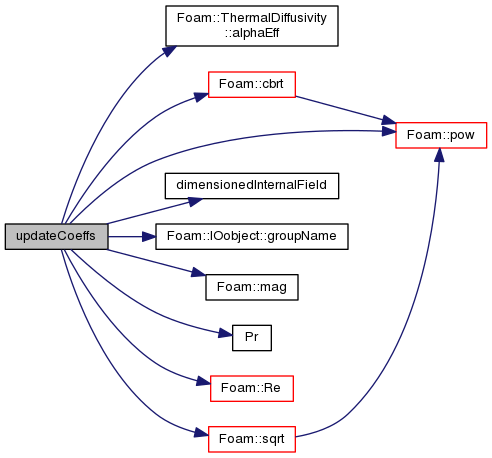 Foam::ThermalDiffusivity
::alphaEff
Foam::cbrt
Foam::pow
dimensionedInternalField
updateCoeffs
Foam::IOobject::groupName
Foam::mag
Pr
Foam::Re
Foam::sqrt